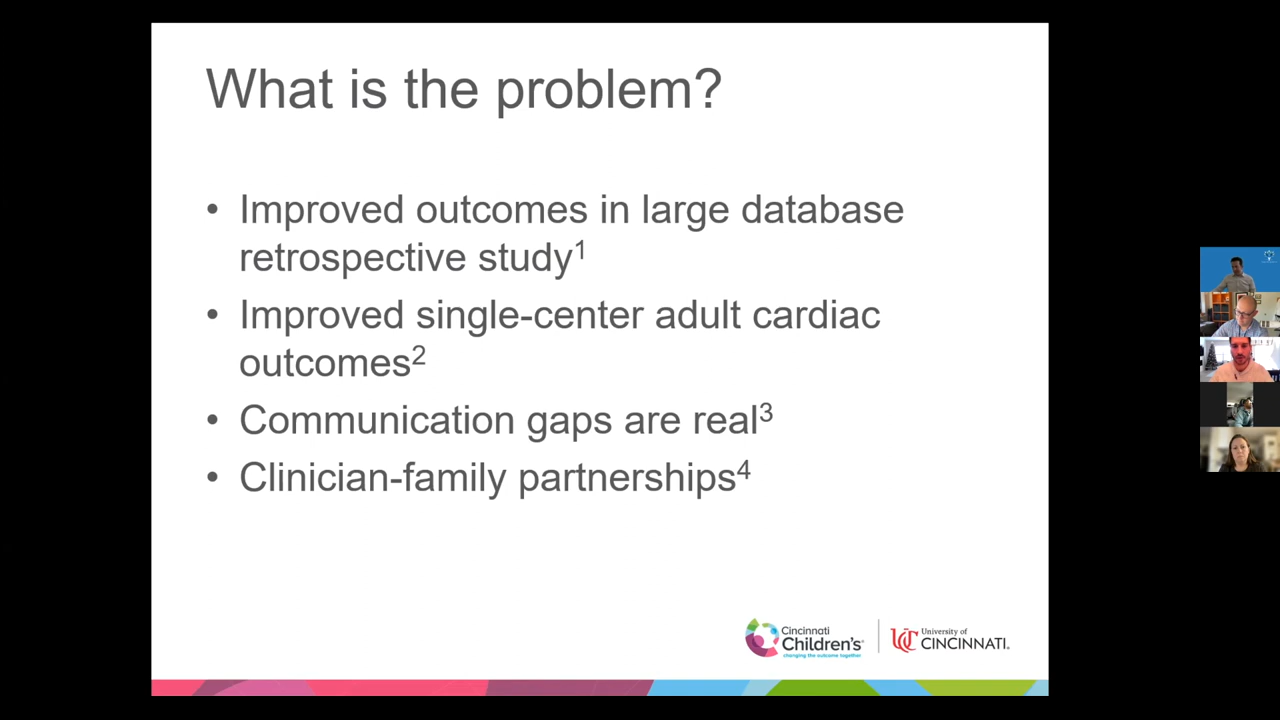 What is the problem?
• Improved outcomes in large database
retrospective study1
• Improved single-center adult cardiac
outcomes2
• Communication gaps are real3
• Clinician-family partnerships4
Cincinnati
Children's
changing the outcome together
University of
CINCINNATI